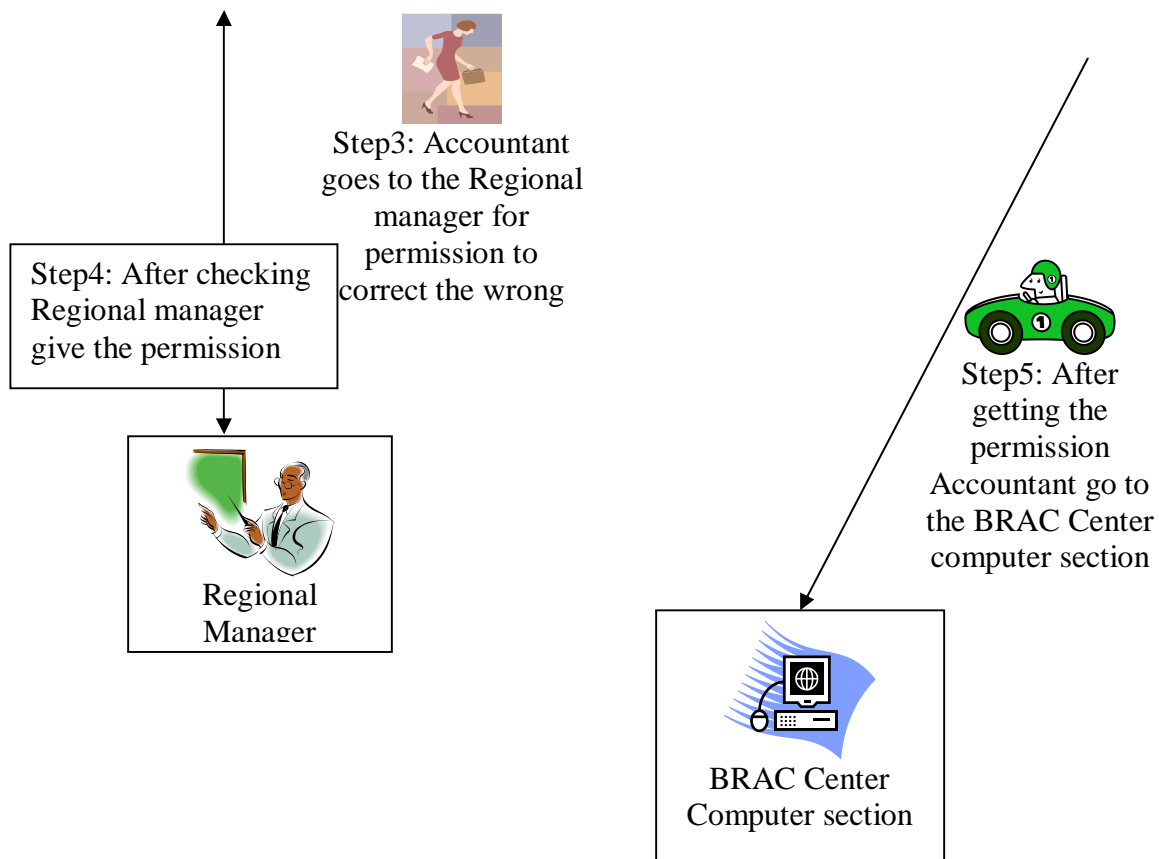 Step3: Accountant
goes to the Regional
manager for
permission to
correct the wrong
Step4: After checking
Regional manager
give the permission
Regional
Manager
1
1
Step5: After
getting the
permission
Accountant go to
the BRAC Center
computer section
BRAC Center
Computer section